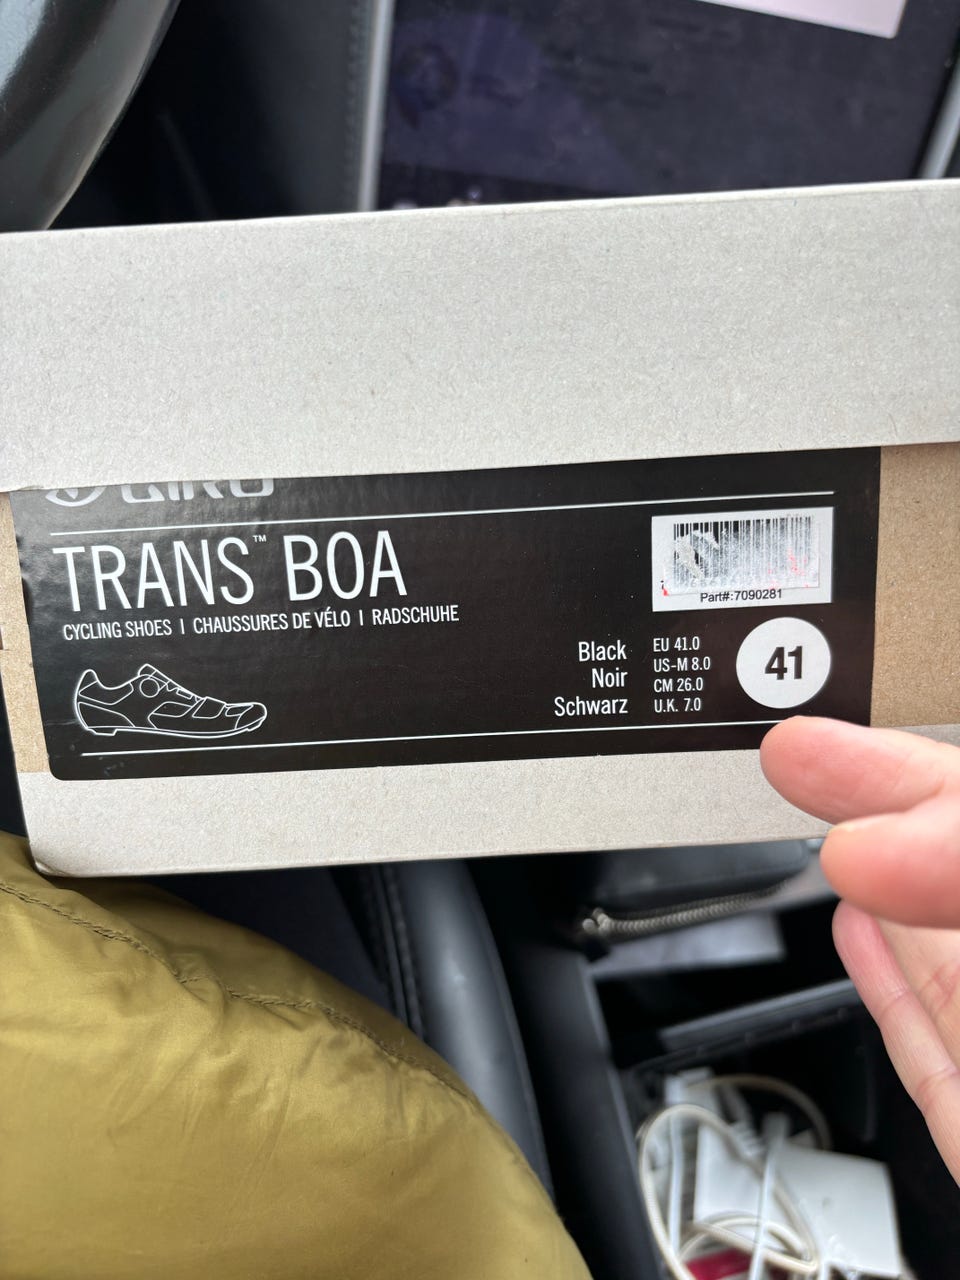 GIRO
TRANS™ BOA
CYCLING SHOES | CHAUSSURES DE VÉLO | RADSCHUHE
Part#:7090281
Black
Noir
Schwarz
EU 41.0
US-M 8.0
CM 26.0
U.K. 7.0
41